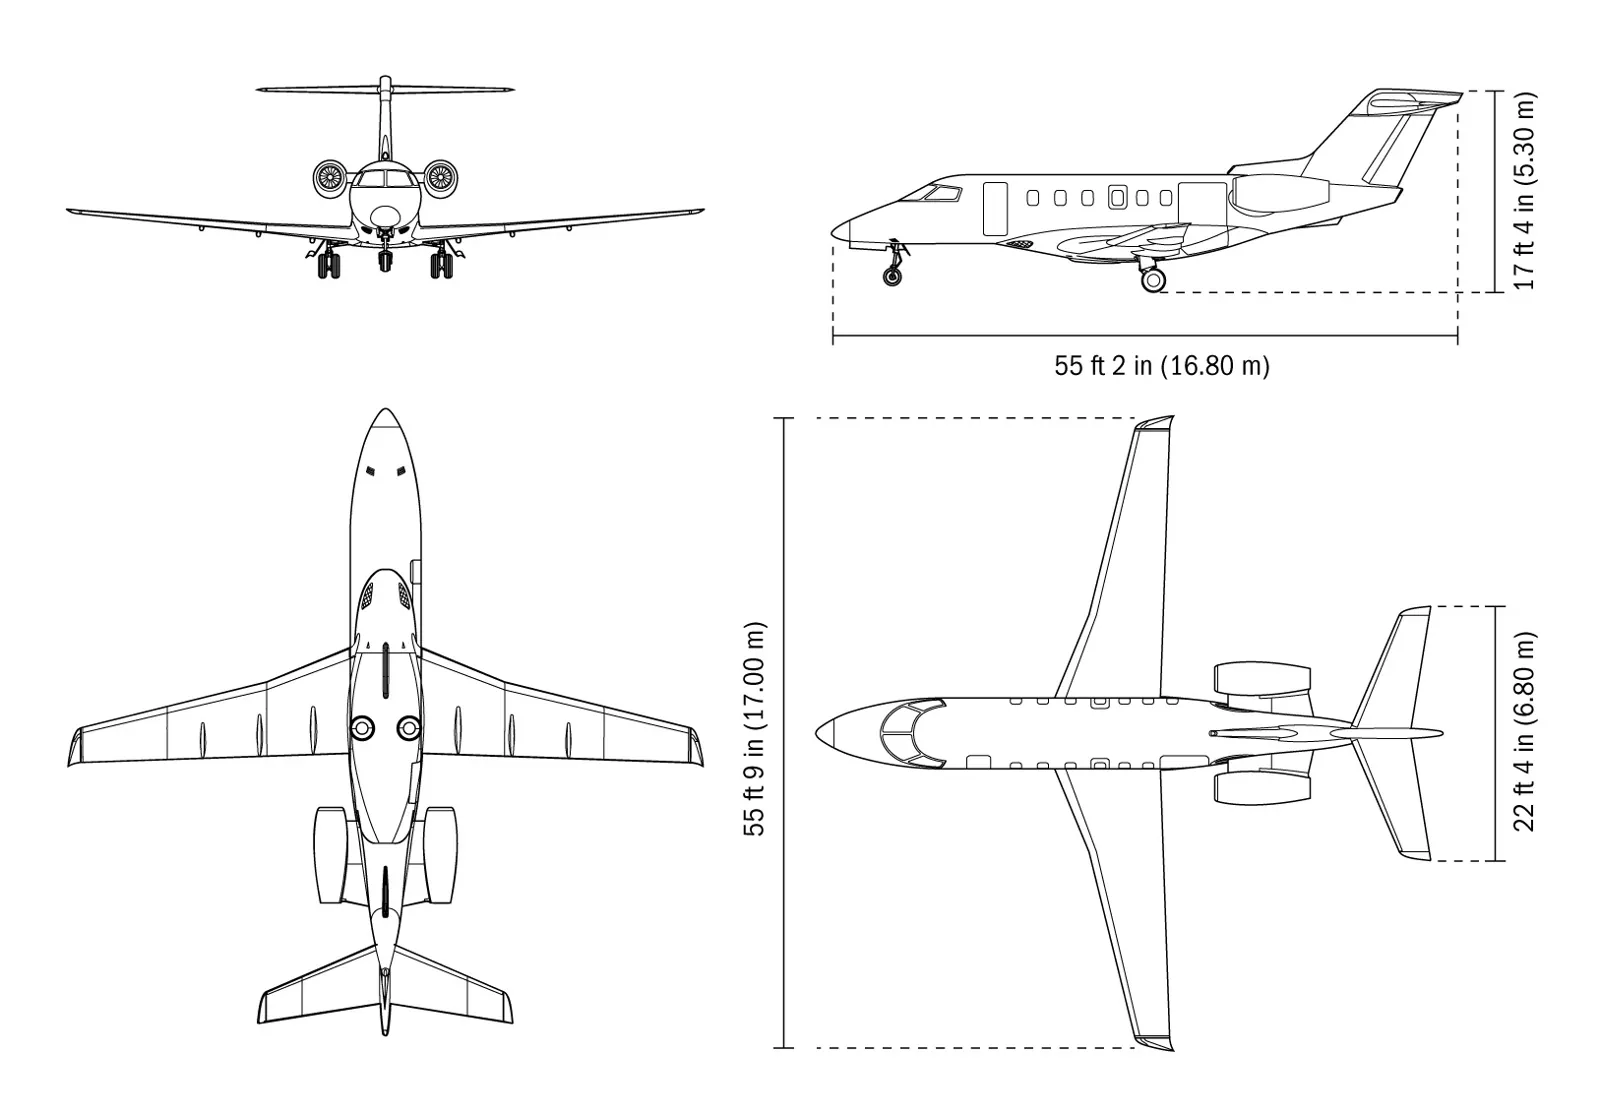 17 ft 4 in (5.30 m)
55 ft 2 in (16.80 m)
55 ft 9 in (17.00 m)
22 ft 4 in (6.80 m)